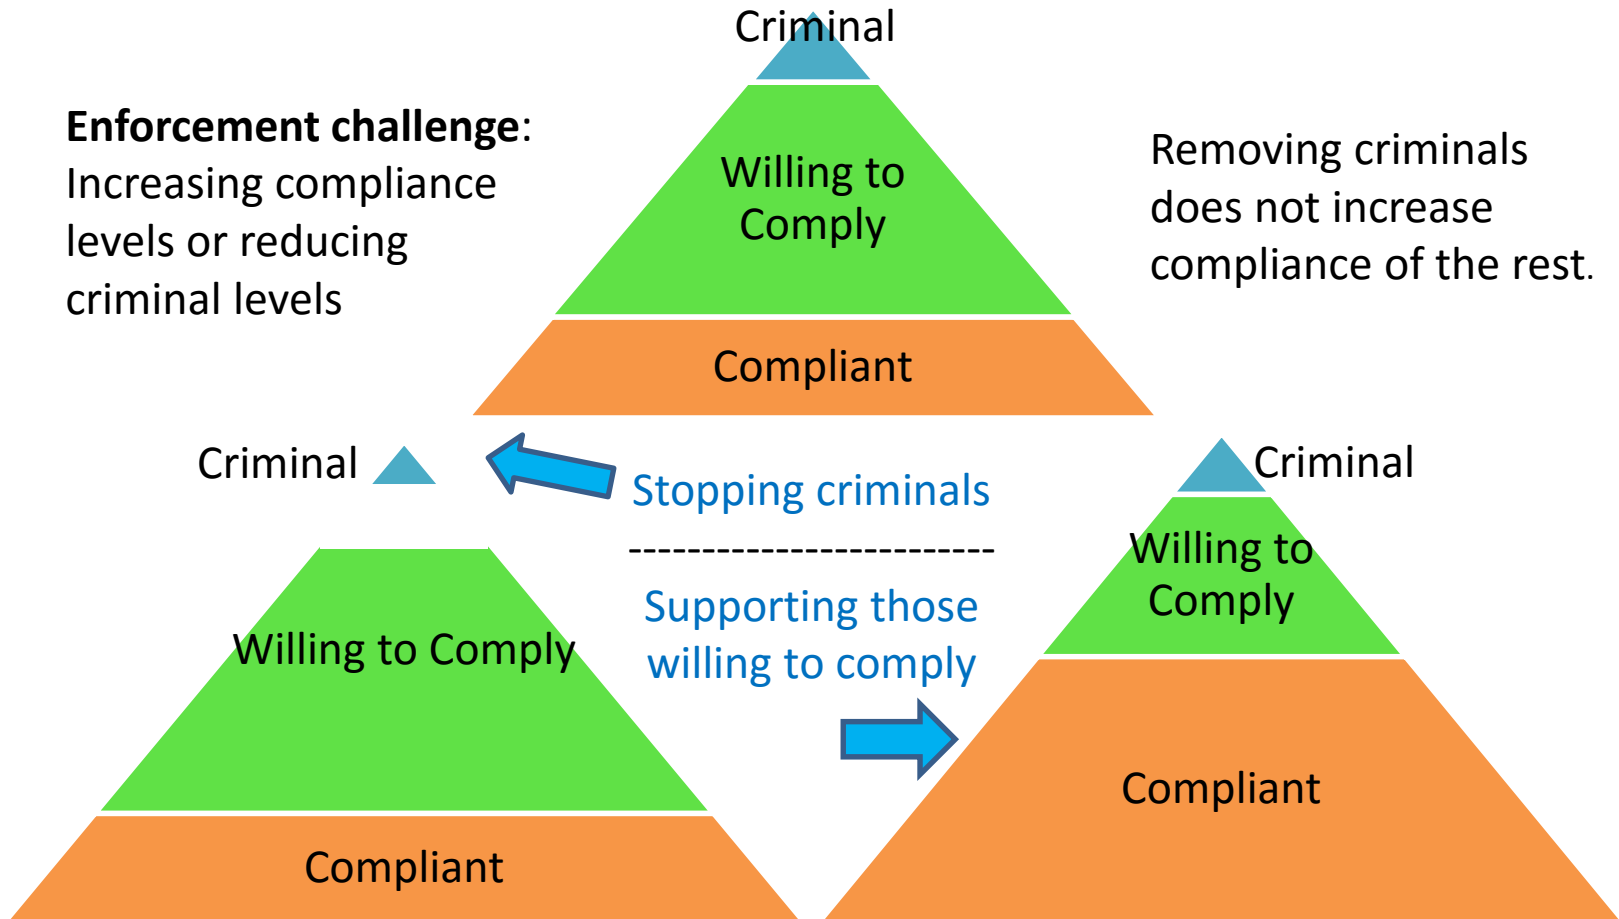 Criminal
Enforcement challenge:
Increasing compliance
levels or reducing
criminal levels
Willing to
Comply
Removing criminals
does not increase
compliance of the rest.
Compliant
Criminal
Stopping criminals
-------------------------
Supporting those
willing to comply
Criminal
Willing to Comply
Compliant
Willing to
Comply
Compliant